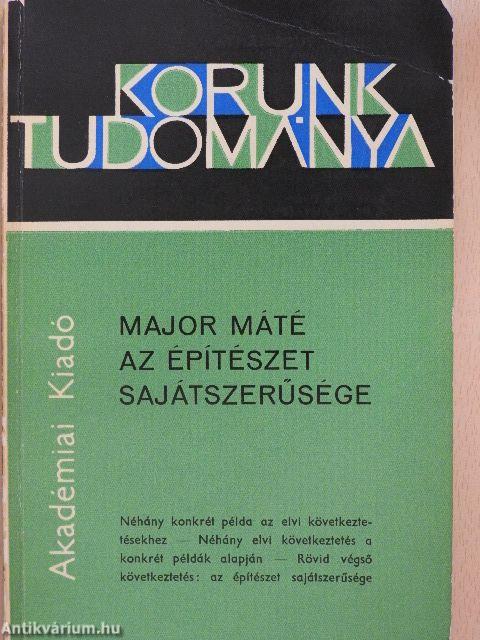 KORUNK
TUDOMÁNYA
MAJOR MÁTÉ
AZ ÉPÍTÉSZET
SAJÁTSZERŰSÉGE
Akadémiai Kiadó
Néhány konkrét példa az elvi következte-
tésekhez — Néhány elvi következtetés a
konkrét példák alapján — Rövid végső
következtetés: az építészet sajátszerűsége
Antikvárium.hu